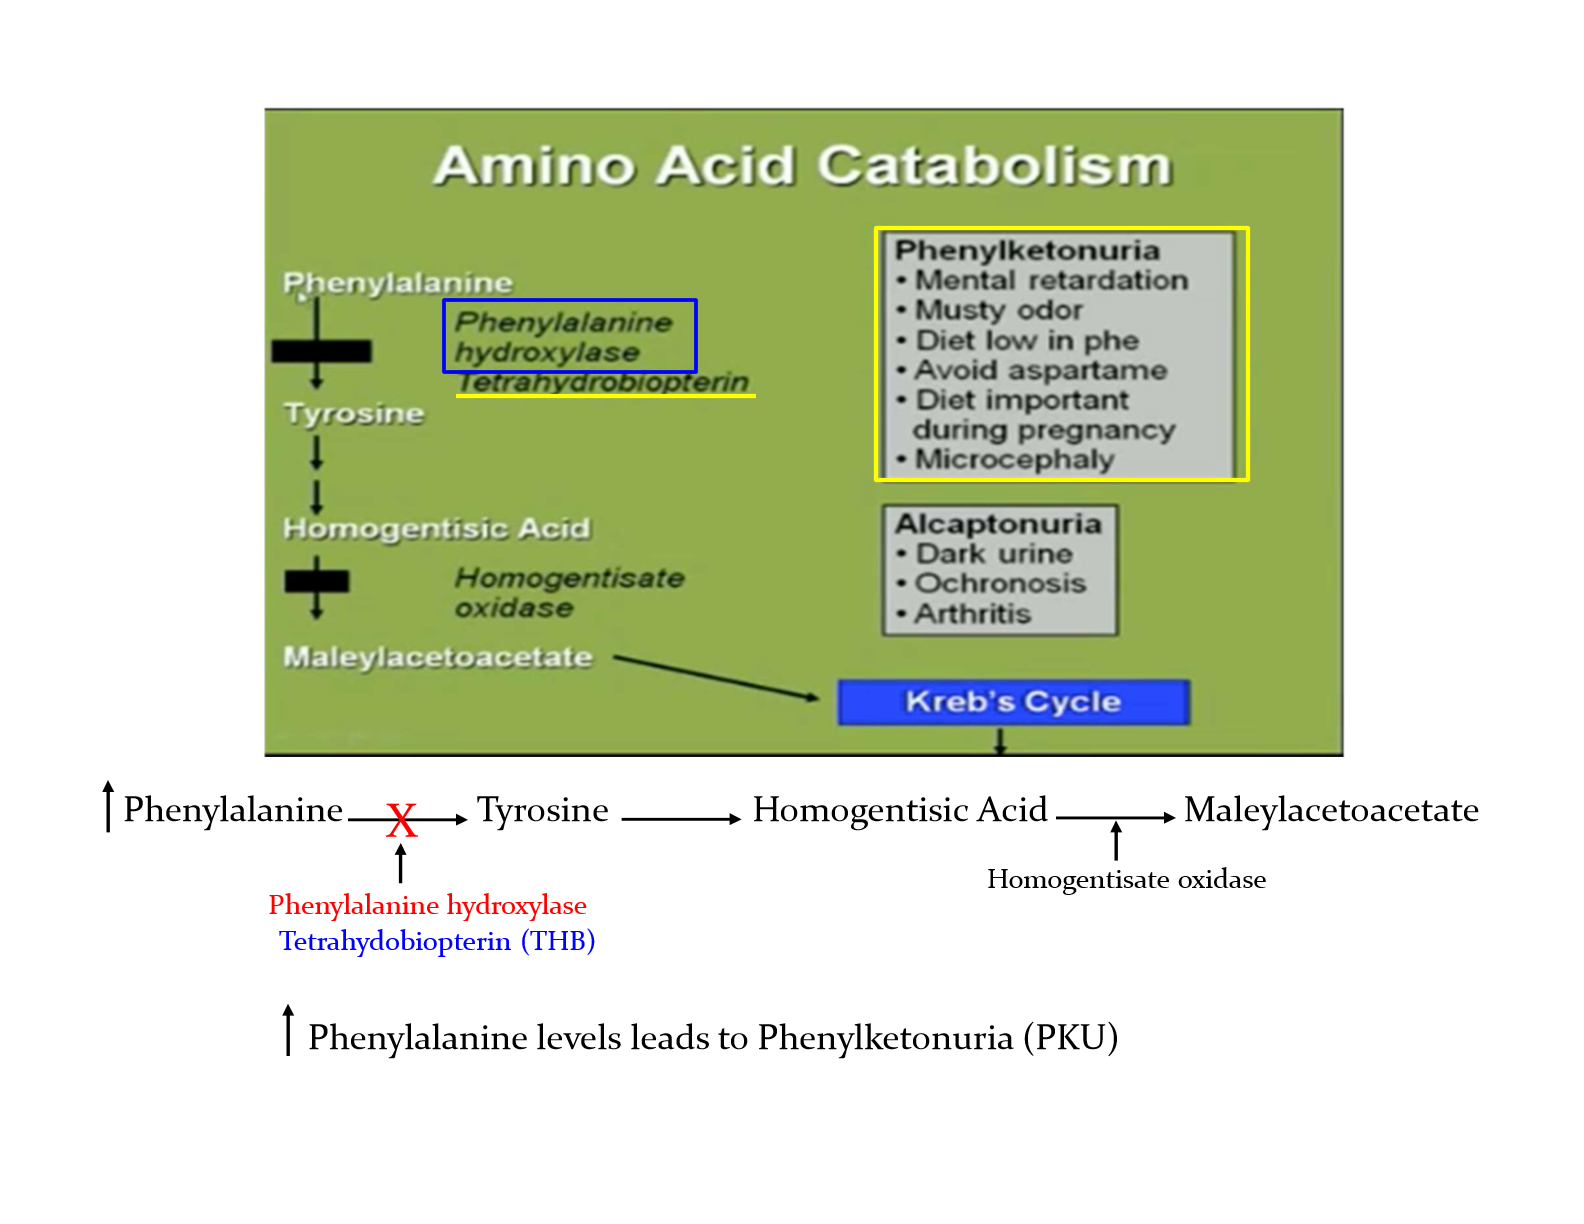 Amino Acid Catabolism
Phenylalanine
Phenylalanine
hydroxylase
Tetrahydrobiopterin
Tyrosine
Homogentisic Acid
Homogentisate
oxidase
Maleylacetoacetate
Phenylketonuria
• Mental retardation
• Musty odor
• Diet low in phe
• Avoid aspartame
• Diet important
during pregnancy
• Microcephaly
Alcaptonuria
• Dark urine
• Ochronosis
• Arthritis
Kreb's Cycle
Phenylalanine X Tyrosine Homogentisic Acid Maleylacetoacetate
Homogentisate oxidase
Phenylalanine hydroxylase
Tetrahydobiopterin (THB)
Phenylalanine levels leads to Phenylketonuria (PKU)